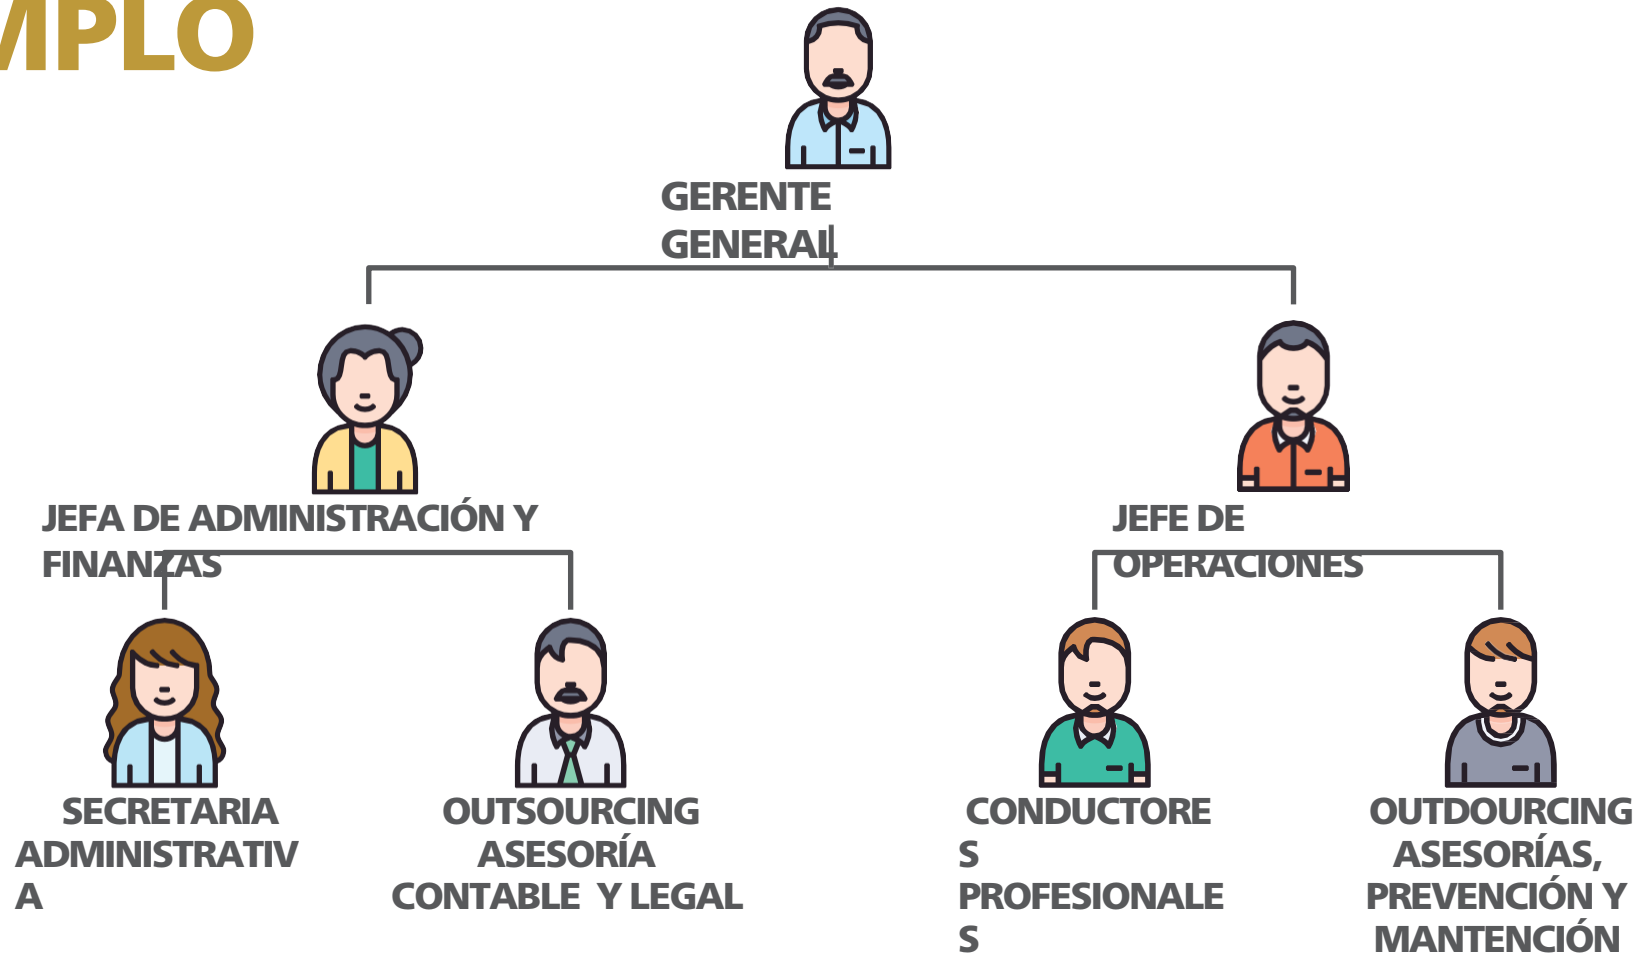 MPLO
GERENTE
GENERAL
JEFA DE ADMINISTRACIÓN Y
FINANZAS
JEFE DE
OPERACIONES
SECRETARIA
ADMINISTRATIV
A
OUTSOURCING
ASESORÍA
CONTABLE Y LEGAL
CONDUCTORE
S
PROFESIONALE
S
OUTDOURCING
ASESORÍAS,
PREVENCIÓN Y
MANTENCIÓN